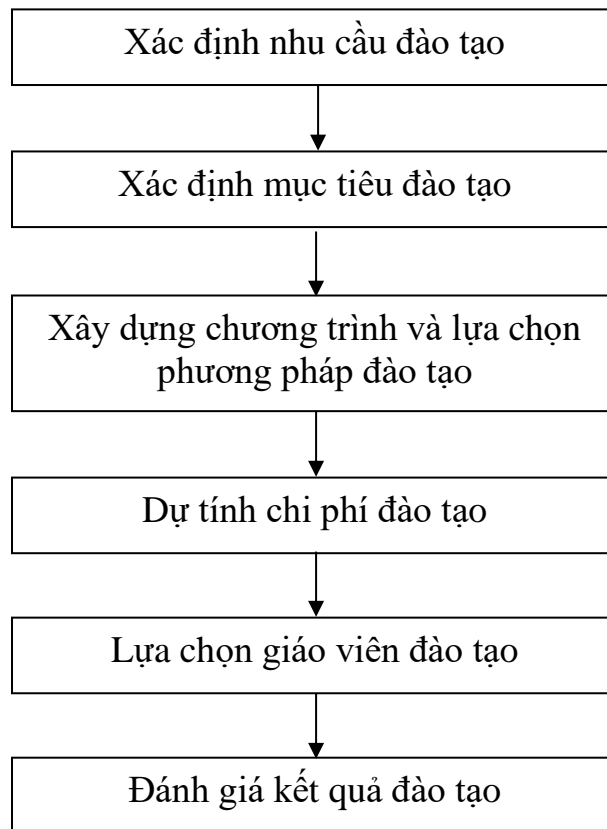 Xác định nhu cầu đào tạo
Xác định mục tiêu đào tạo
Xây dựng chương trình và lựa chọn
phương pháp đào tạo
Dự tính chi phí đào tạo
Lựa chọn giáo viên đào tạo
Đánh giá kết quả đào tạo